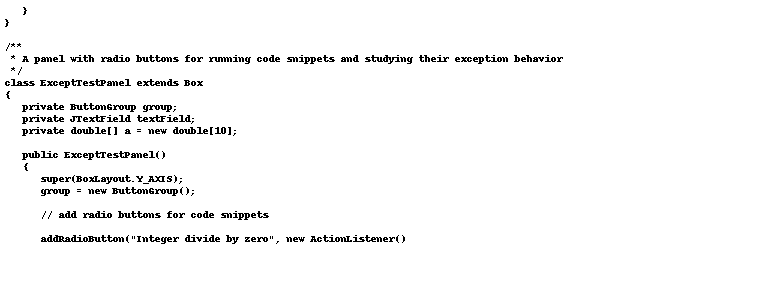 }
}

/**
 * A panel with radio buttons for running code snippets and studying their exception behavior
 */
class ExceptTestPanel extends Box
{
   private ButtonGroup group;
   private JTextField textField;
   private double[] a = new double[10];

   public ExceptTestPanel()
   {
      super(BoxLayout.Y_AXIS);
      group = new ButtonGroup();

      // add radio buttons for code snippets

      addRadioButton("Integer divide by zero", new ActionListener()